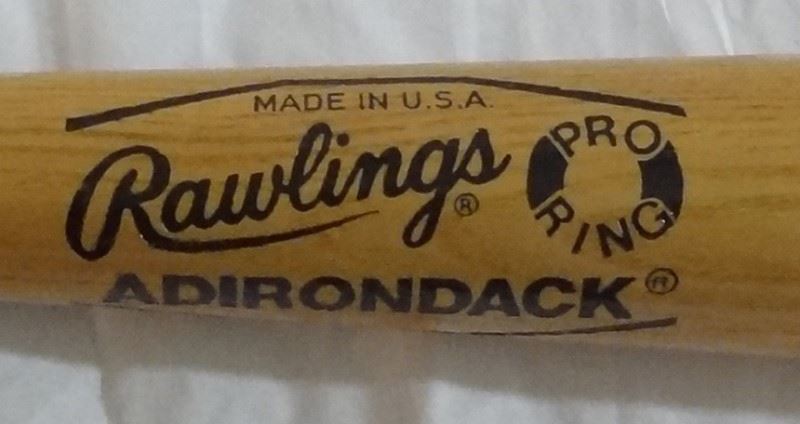 MADE IN U.S.A.
Rawlings®
PRO
RING
ADIRONDACK®